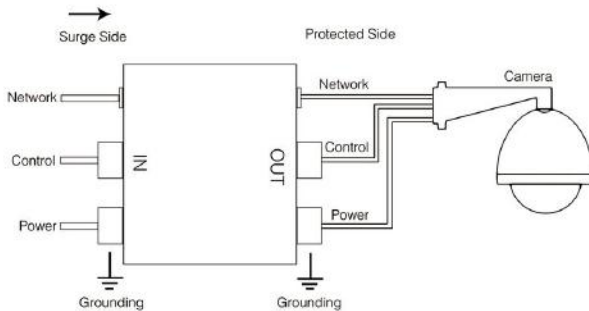 Surge Side
Protected Side
Network
Network
Camera
Control
IN
OUT
Control
Power
Power
Grounding
Grounding